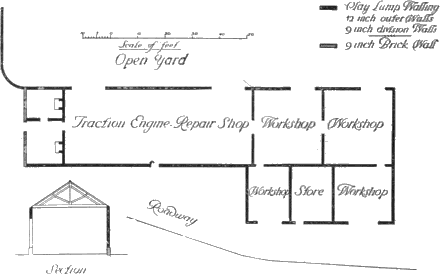 Clay Lump Walling
12 inch outer Walls
9 inch division Walls
9 inch Brick Wall
Scale of feet
Open Yard
Traction Engine Repair Shop
Workshop
Workshop
Workshop
Store
Workshop
Roadway
Section